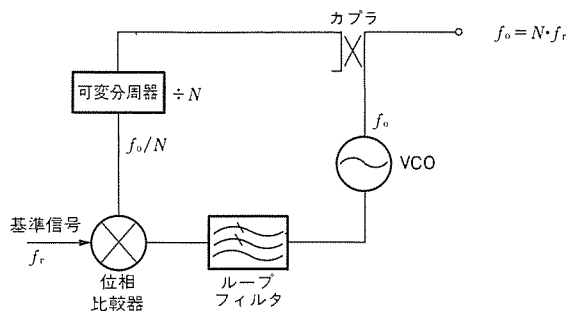 カプラ
f₀=N・fᵣ
可変分周器
÷N
f₀/N
f₀
VCO
基準信号
fᵣ
位相
比較器
ループ
フィルタ